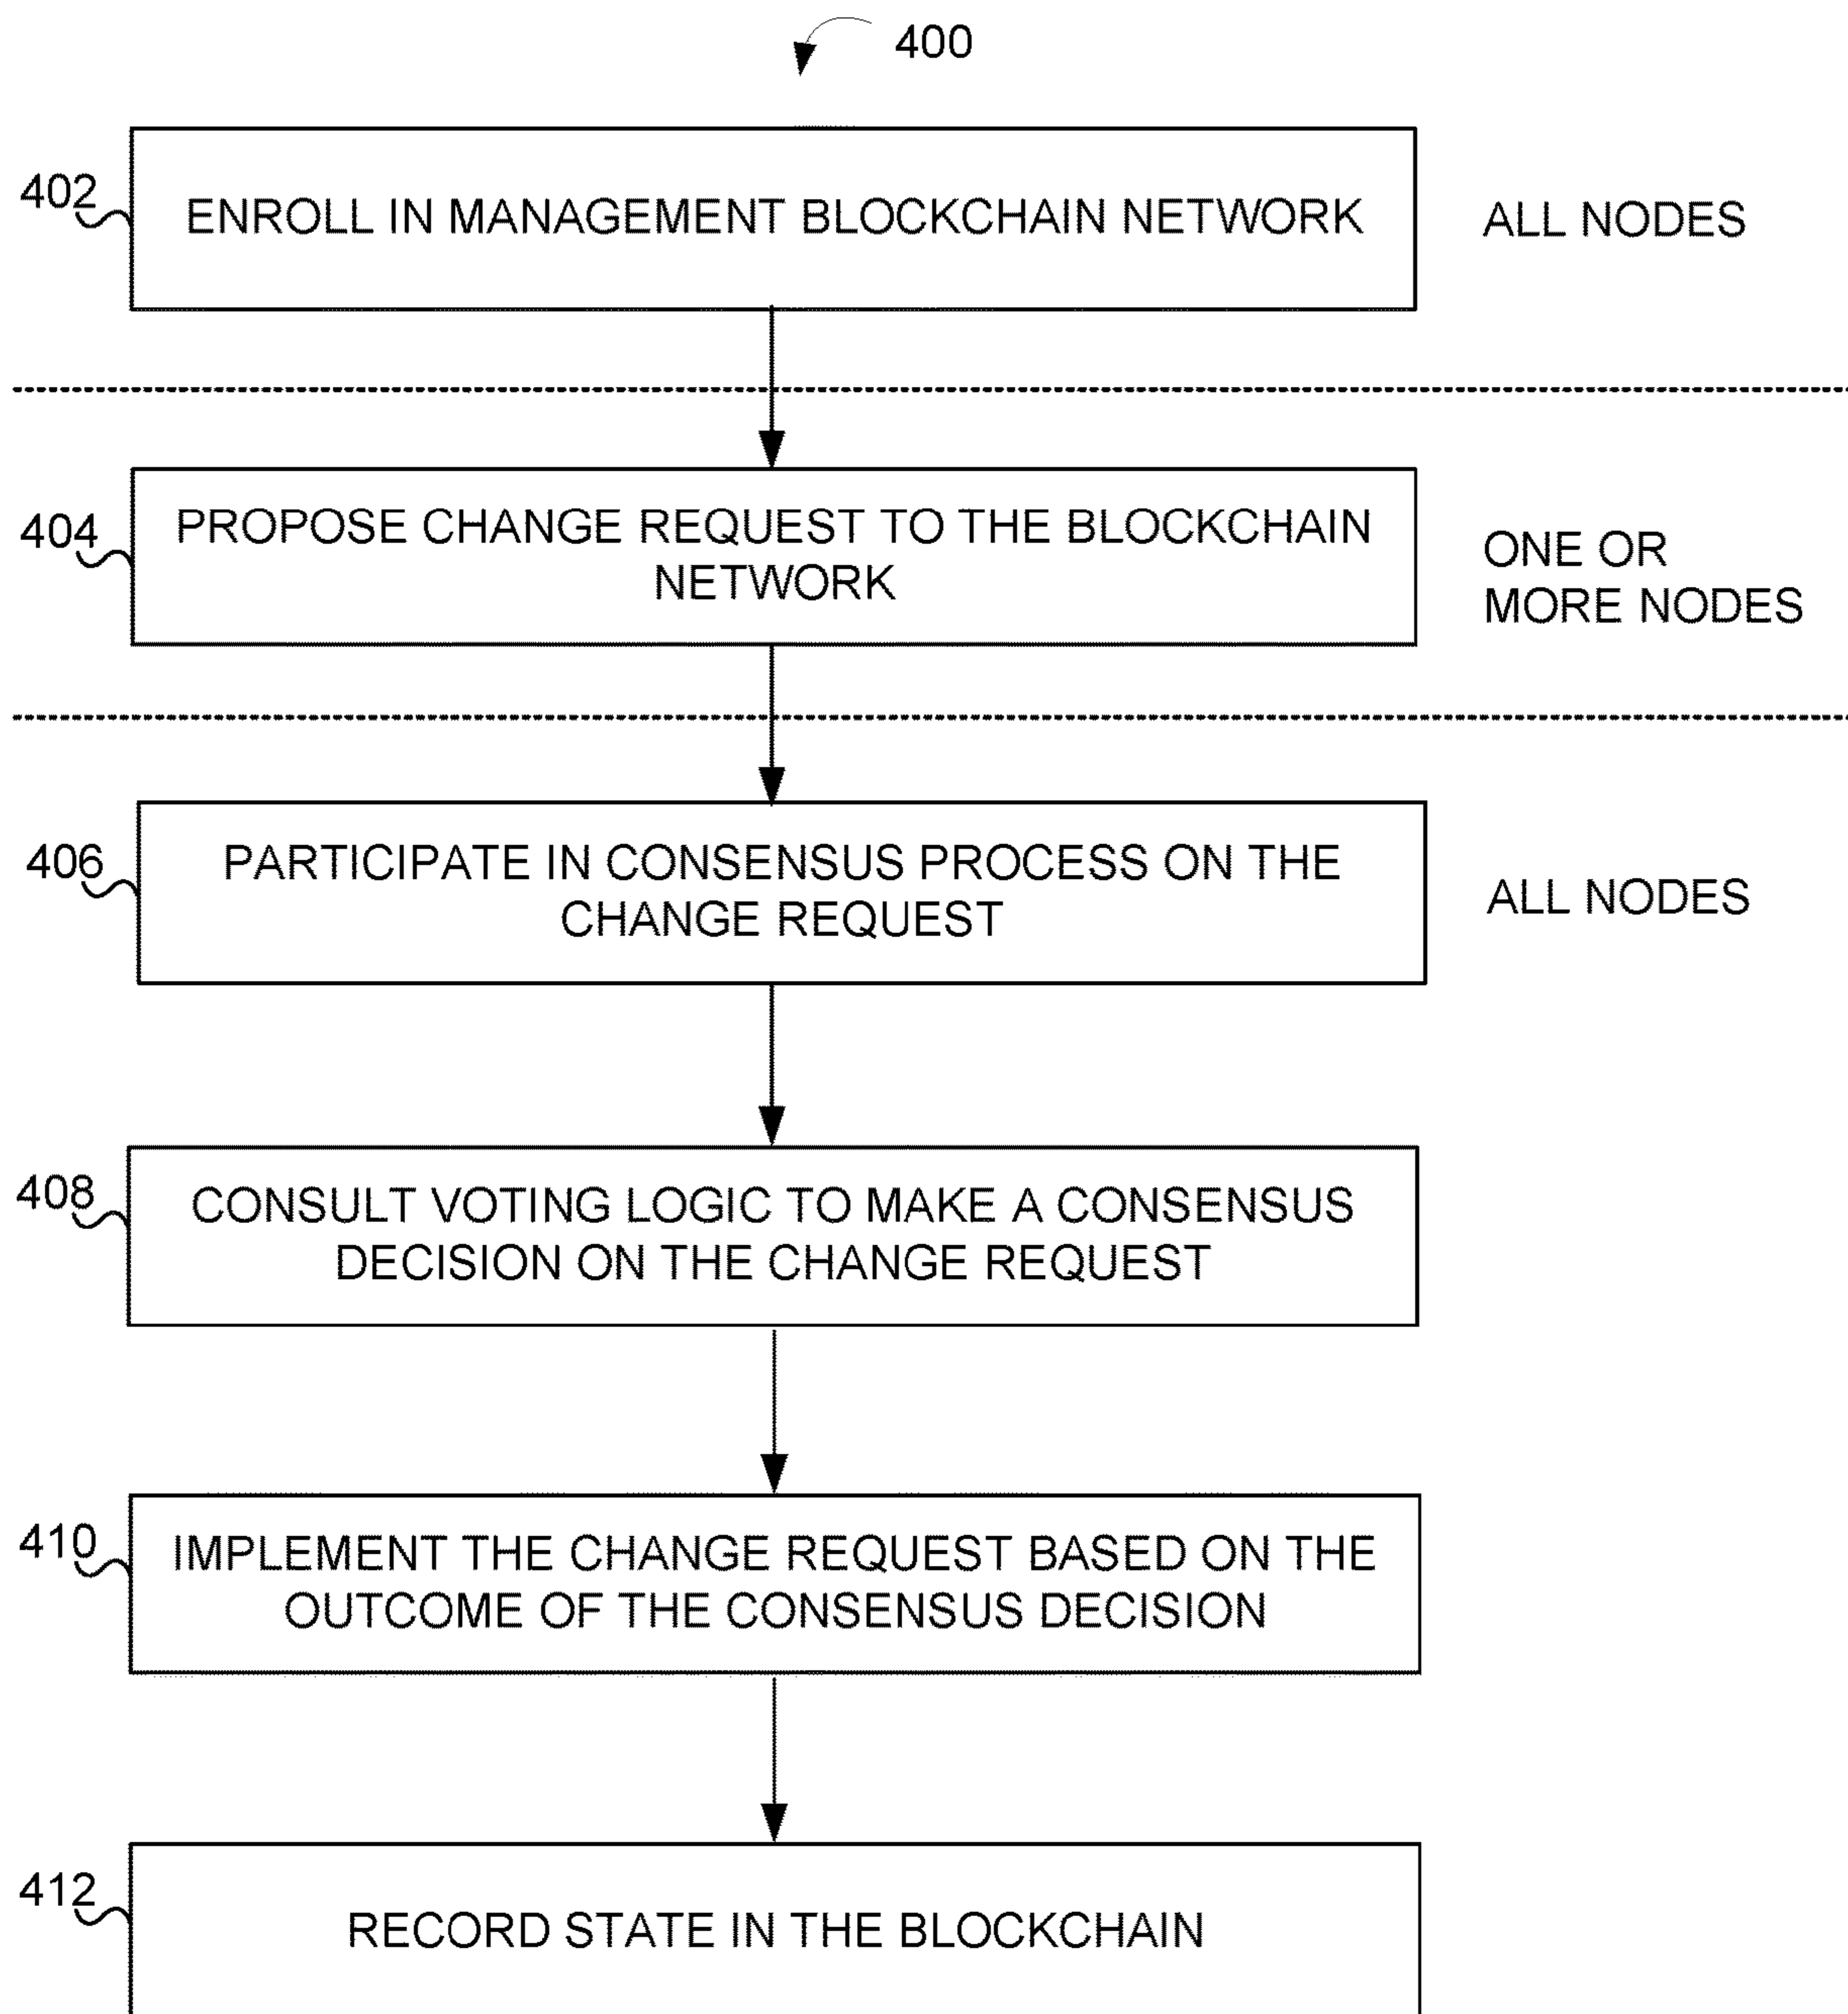 400
402
ENROLL IN MANAGEMENT BLOCKCHAIN NETWORK
ALL NODES
404
PROPOSE CHANGE REQUEST TO THE BLOCKCHAIN
NETWORK
ONE OR
MORE NODES
406
PARTICIPATE IN CONSENSUS PROCESS ON THE
CHANGE REQUEST
ALL NODES
408
CONSULT VOTING LOGIC TO MAKE A CONSENSUS
DECISION ON THE CHANGE REQUEST
410
IMPLEMENT THE CHANGE REQUEST BASED ON THE
OUTCOME OF THE CONSENSUS DECISION
412
RECORD STATE IN THE BLOCKCHAIN